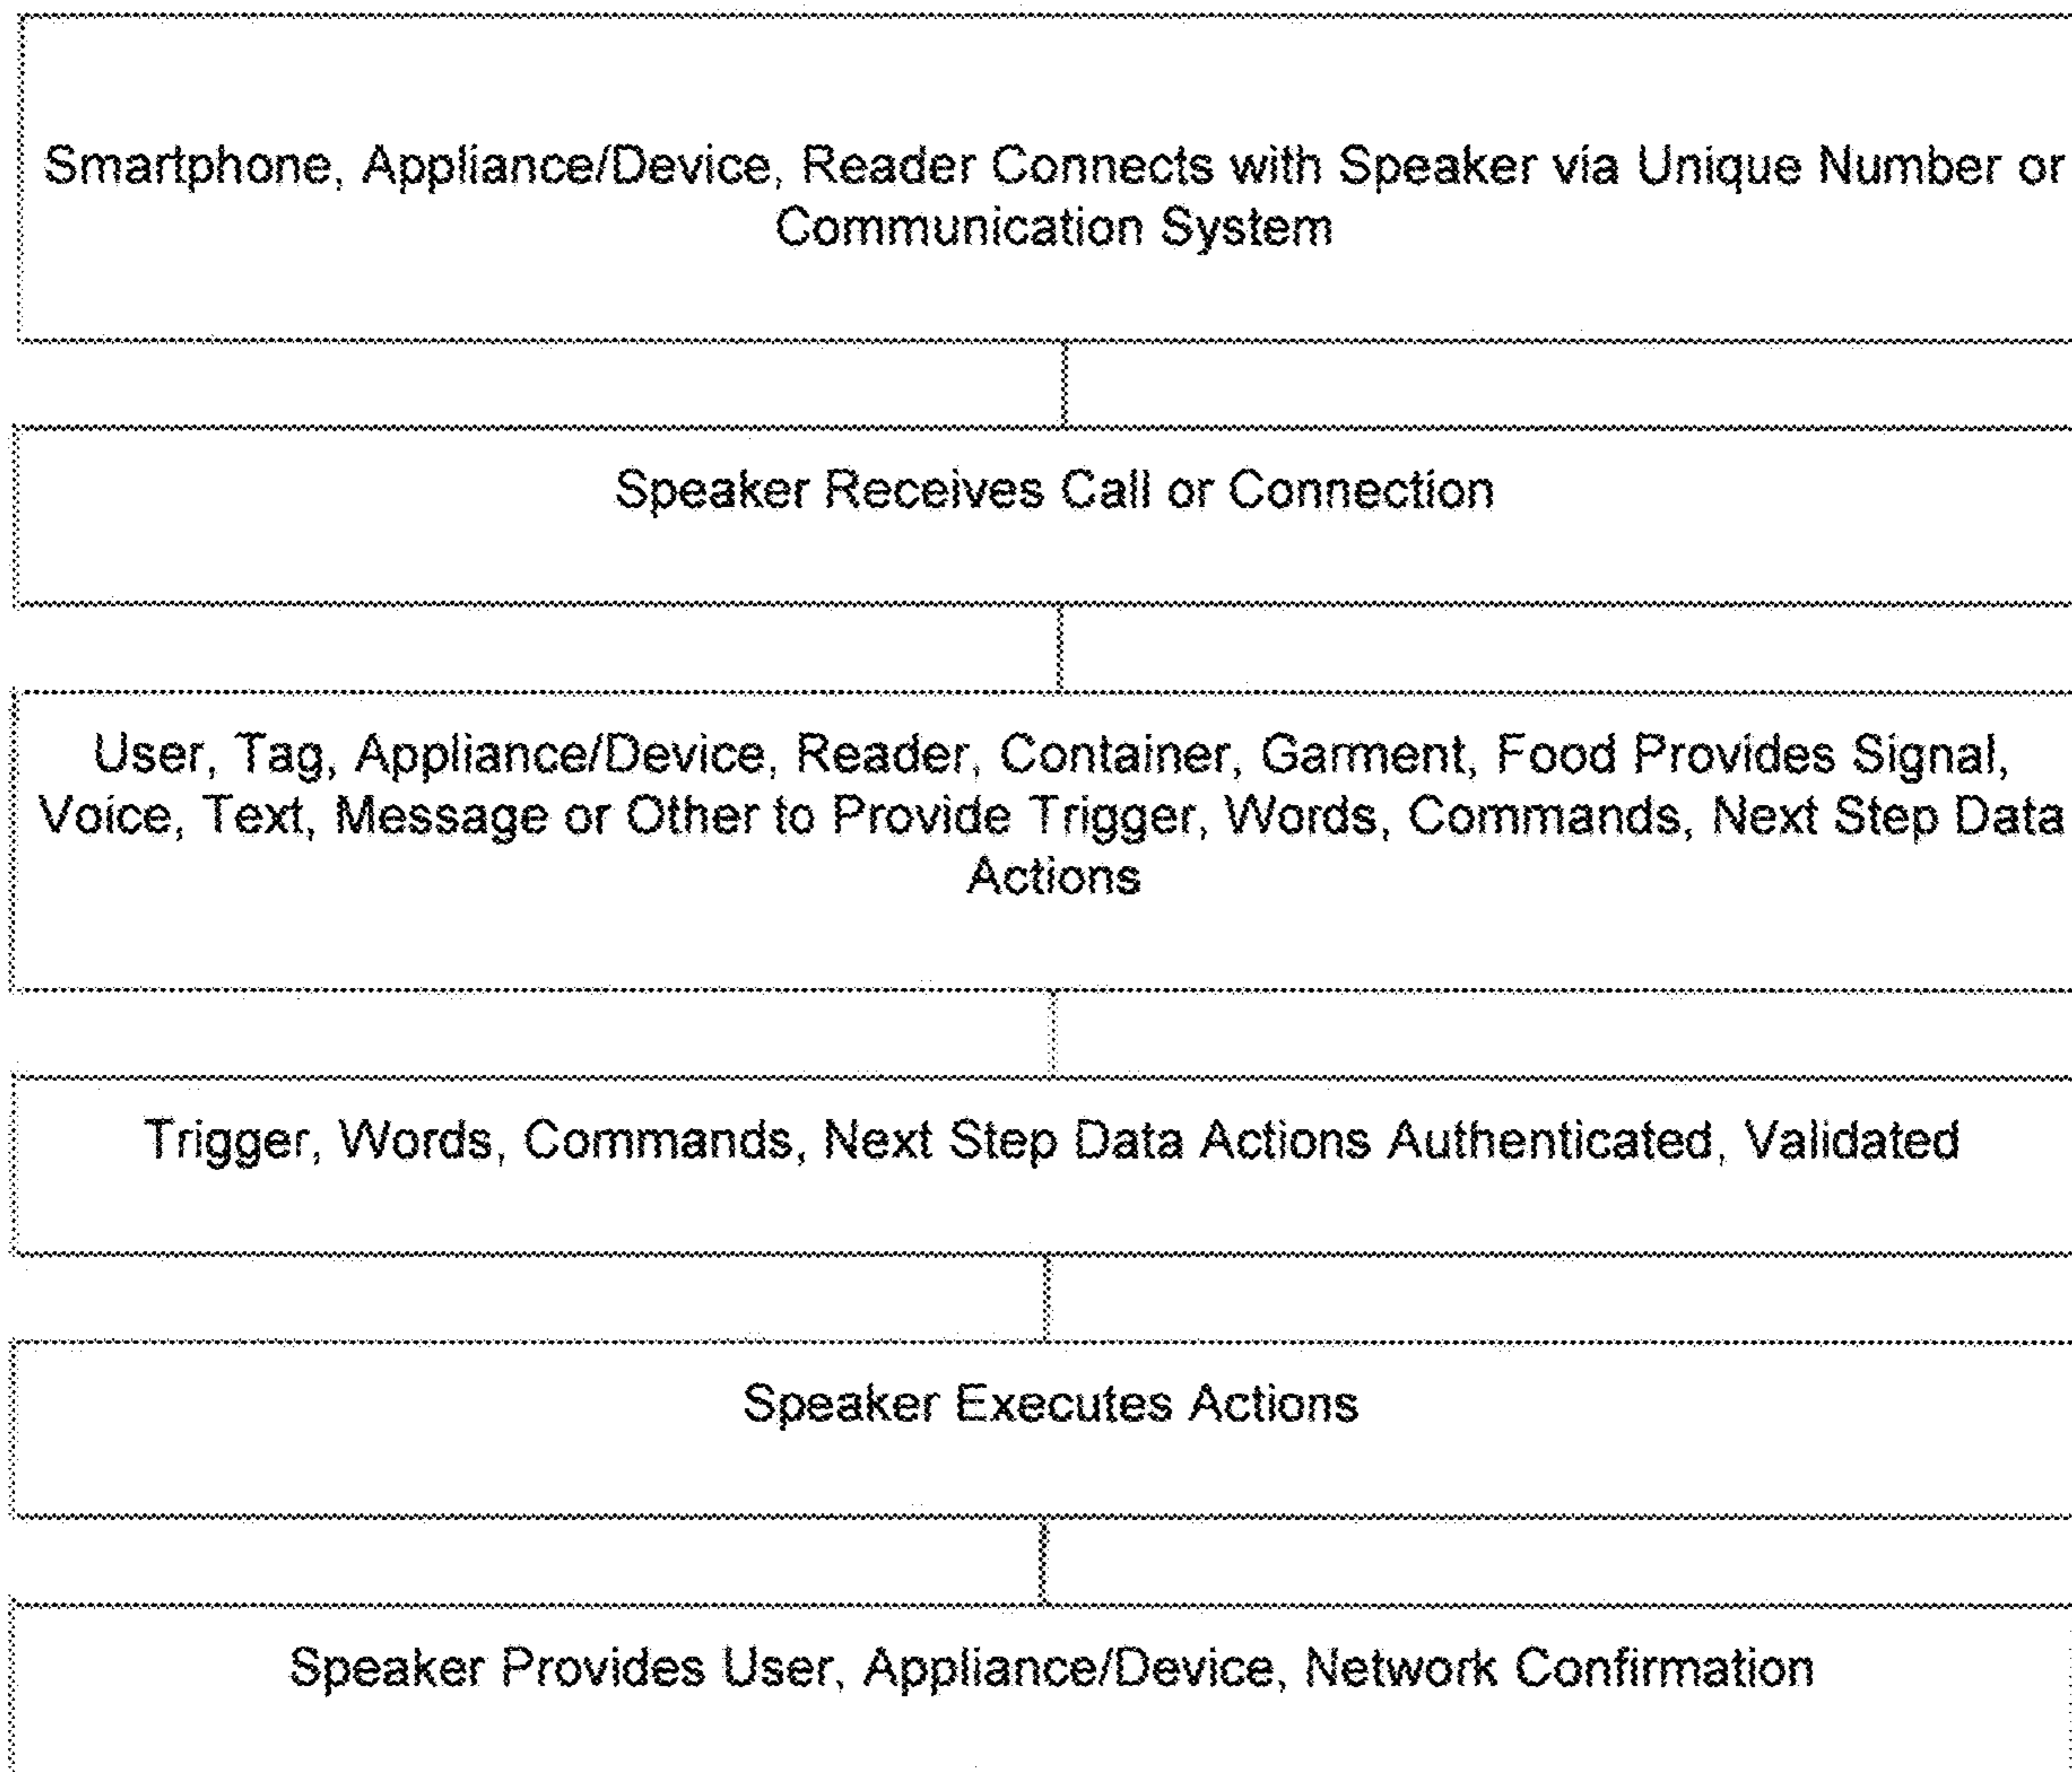 Smartphone, Appliance/Device, Reader Connects with Speaker via Unique Number or
Communication System
Speaker Receives Call or Connection
User, Tag, Appliance/Device, Reader, Container, Garment, Food Provides Signal,
Voice, Text, Message or Other to Provide Trigger, Words, Commands, Next Step Data
Actions
Trigger, Words, Commands, Next Step Data Actions Authenticated, Validated
Speaker Executes Actions
Speaker Provides User, Appliance/Device, Network Confirmation